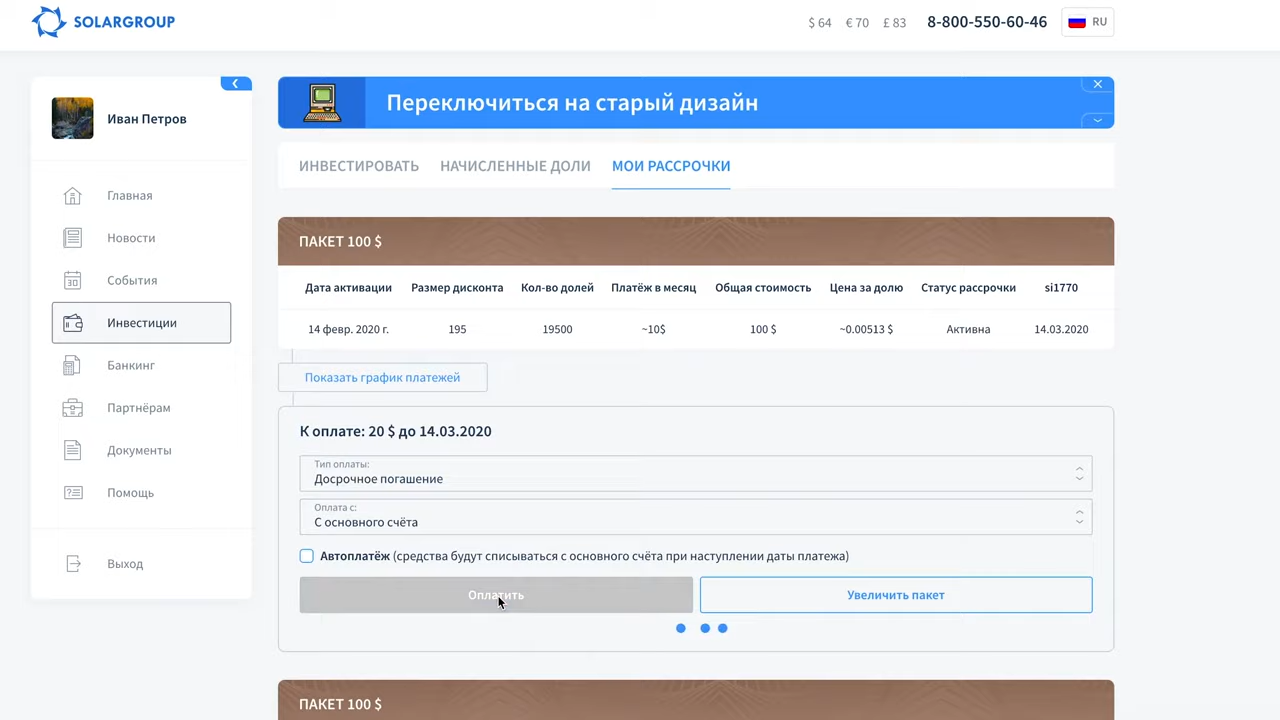 SOLARGROUP
$ 64 € 70 £ 83 8-800-550-60-46 RU
Иван Петров
Главная
Новости
События
30
Инвестиции
Банкинг
Партнёрам
Документы
Помощь
Выход
Переключиться на старый дизайн
ИНВЕСТИРОВАТЬ НАЧИСЛЕННЫЕ ДОЛИ МОИ РАССРОЧКИ
ПАКЕТ 100 $
Дата активации Размер дисконта Кол-во долей Платёж в месяц Общая стоимость Цена за долю Статус рассрочки si1770
14 февр. 2020 г. 195 19500 ~10$ 100 $ ~0.00513 $ Активна 14.03.2020
Показать график платежей
К оплате: 20 $ до 14.03.2020
Тип оплаты:
Досрочное погашение
Оплата с:
С основного счёта
Автоплатёж (средства будут списываться с основного счёта при наступлении даты платежа)
Оплатить Увеличить пакет
ПАКЕТ 100 $